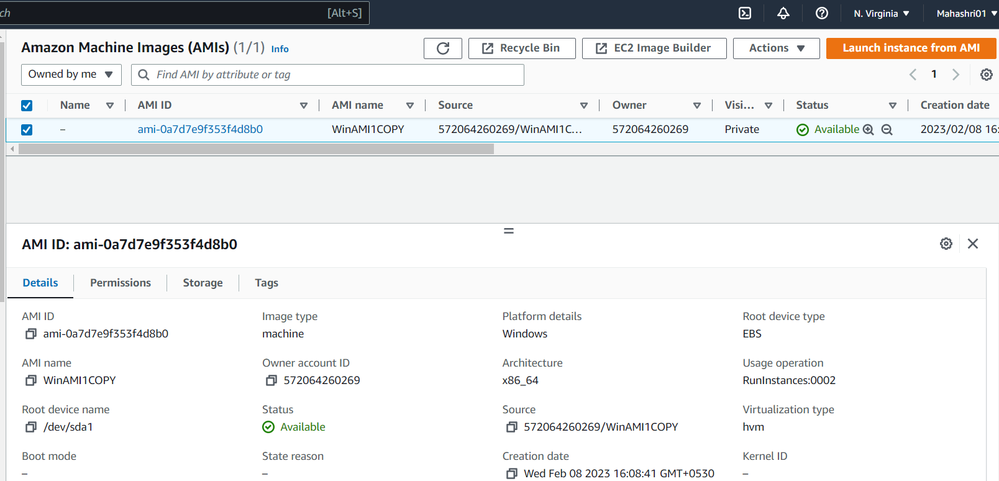 ch [Alt+S] N. Virginia Mahashri01
Amazon Machine Images (AMIs) (1/1) Info Recycle Bin EC2 Image Builder Actions Launch instance from AMI
Owned by me Find AMI by attribute or tag 1
Name AMI ID AMI name Source Owner Visi... Status Creation date
– ami-0a7d7e9f353f4d8b0 WinAMI1COPY 572064260269/WinAMI1C... 572064260269 Private Available 2023/02/08 16:
AMI ID: ami-0a7d7e9f353f4d8b0
Details Permissions Storage Tags
AMI ID Image type Platform details Root device type
ami-0a7d7e9f353f4d8b0 machine Windows EBS
AMI name Owner account ID Architecture Usage operation
WinAMI1COPY 572064260269 x86_64 RunInstances:0002
Root device name Status Source Virtualization type
/dev/sda1 Available 572064260269/WinAMI1COPY hvm
Boot mode State reason Creation date Kernel ID
– – Wed Feb 08 2023 16:08:41 GMT+0530 –